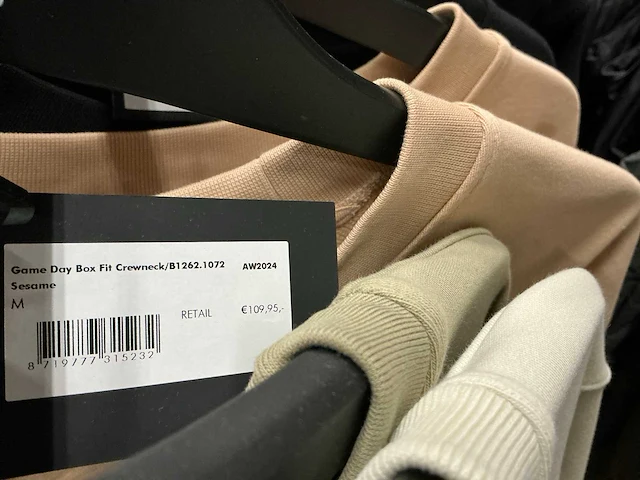 Game Day Box Fit Crewneck/B1262.1072 AW2024
Sesame
M
RETAIL €109,95,-
8 719777 315232